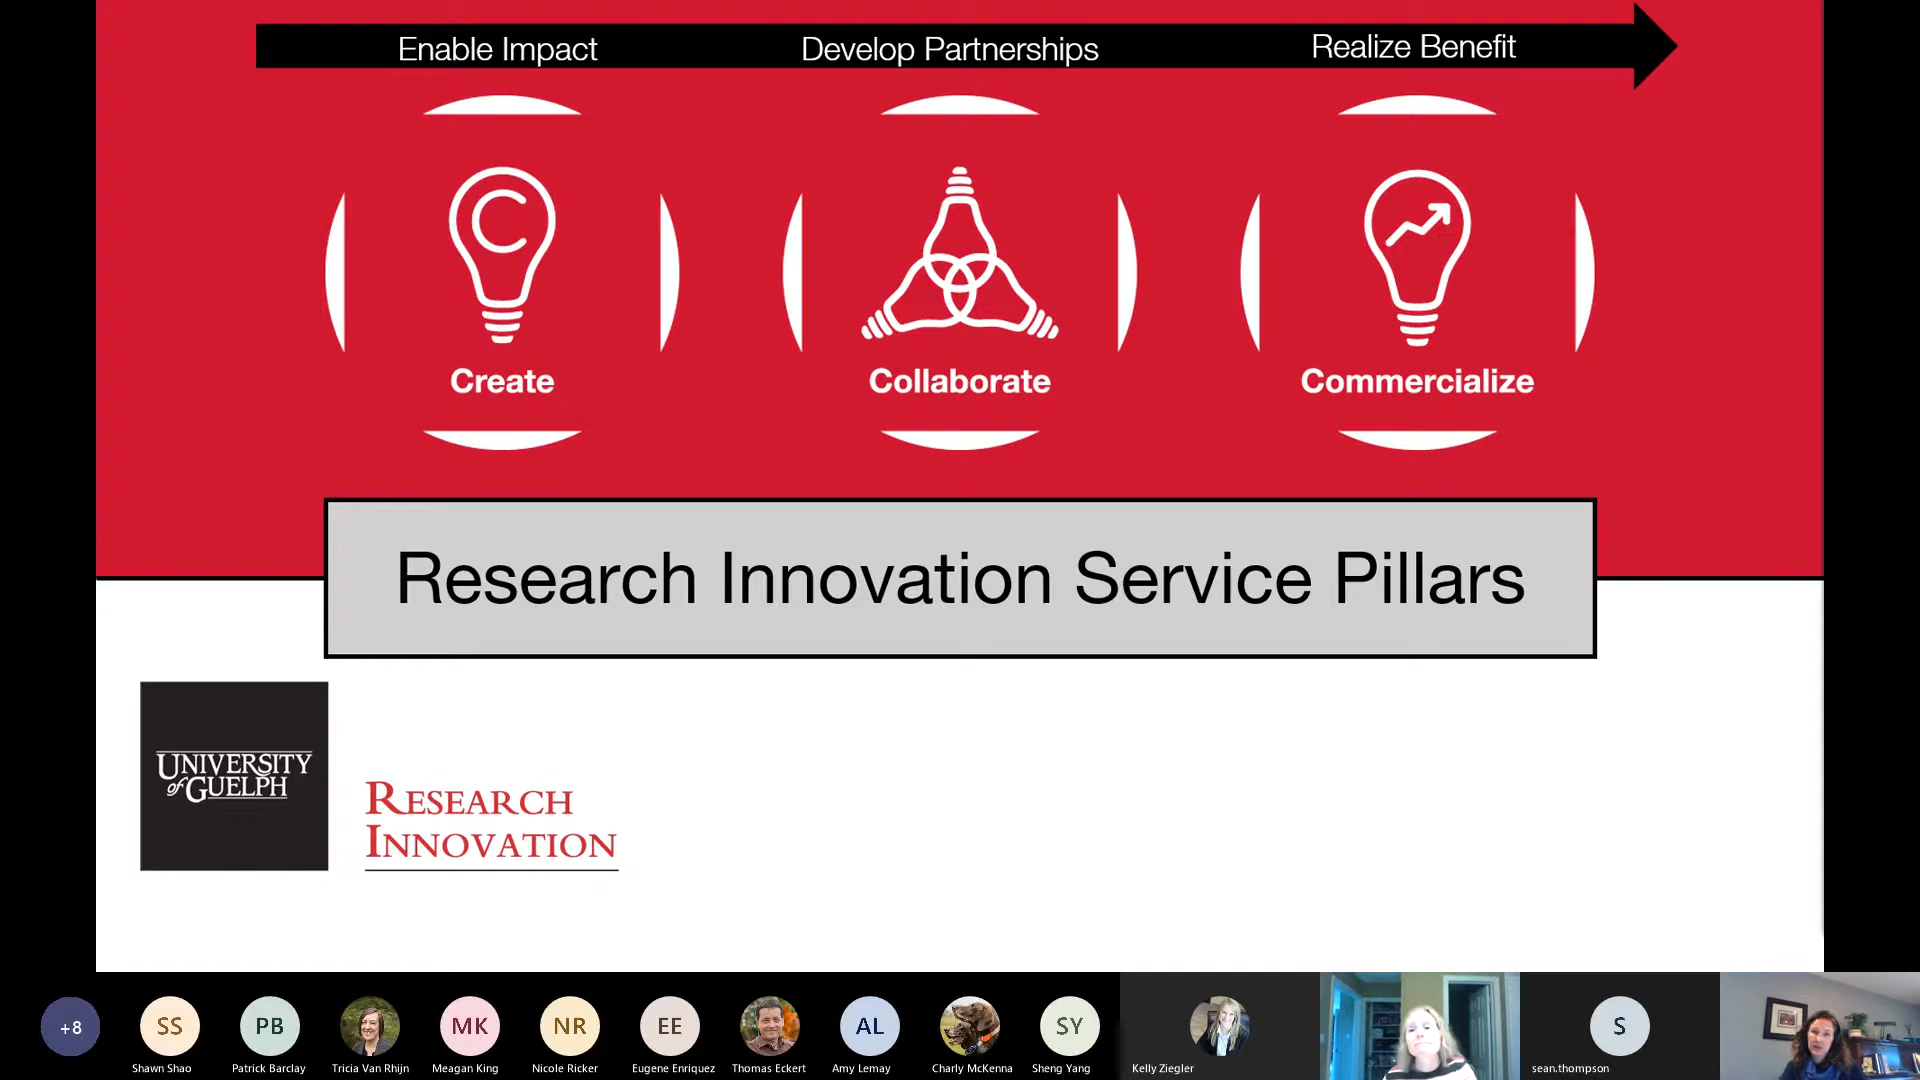 Enable Impact
Develop Partnerships
Realize Benefit
C
Create
Collaborate
Commercialize
Research Innovation Service Pillars
UNIVERSITY
of GUELPH
RESEARCH
INNOVATION
+8
SS
PB
MK
NR
EE
AL
SY
S
Shawn Shao
Patrick Barclay
Tricia Van Rhijn
Meagan King
Nicole Ricker
Eugene Enriquez
Thomas Eckert
Amy Lemay
Charly McKenna
Sheng Yang
Kelly Ziegler
sean.thompson